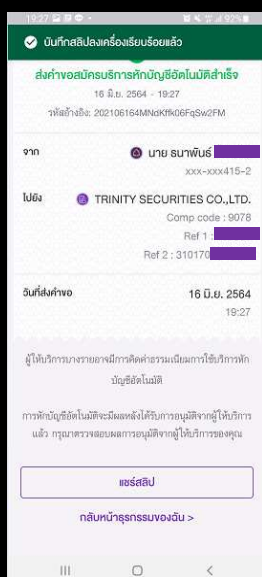 19:27
92%
บันทึกสลิปลงเครื่องเรียบร้อยแล้ว
ส่งคำขอสมัครบริการหักบัญชีอัตโนมัติสำเร็จ
16 มิ.ย. 2564 - 19:27
รหัสอ้างอิง: 202106164MNdKffk06FqSw2FM
จาก
นาย ธนาพันธ์
xxx-xxx415-2
ไปยัง
TRINITY SECURITIES CO.,LTD.
Comp code : 9078
Ref 1 :
Ref 2 : 310170
วันที่ส่งคำขอ
16 มิ.ย. 2564
19:27
ผู้ให้บริการบางรายอาจมีการคิดค่าธรรมเนียมการใช้บริการหัก
บัญชีอัตโนมัติ
การหักบัญชีอัตโนมัติจะมีผลหลังได้รับการอนุมัติจากผู้ให้บริการ
แล้ว กรุณาตรวจสอบผลการอนุมัติจากผู้ให้บริการของคุณ
แชร์สลิป
กลับหน้าธุรกรรมของฉัน >